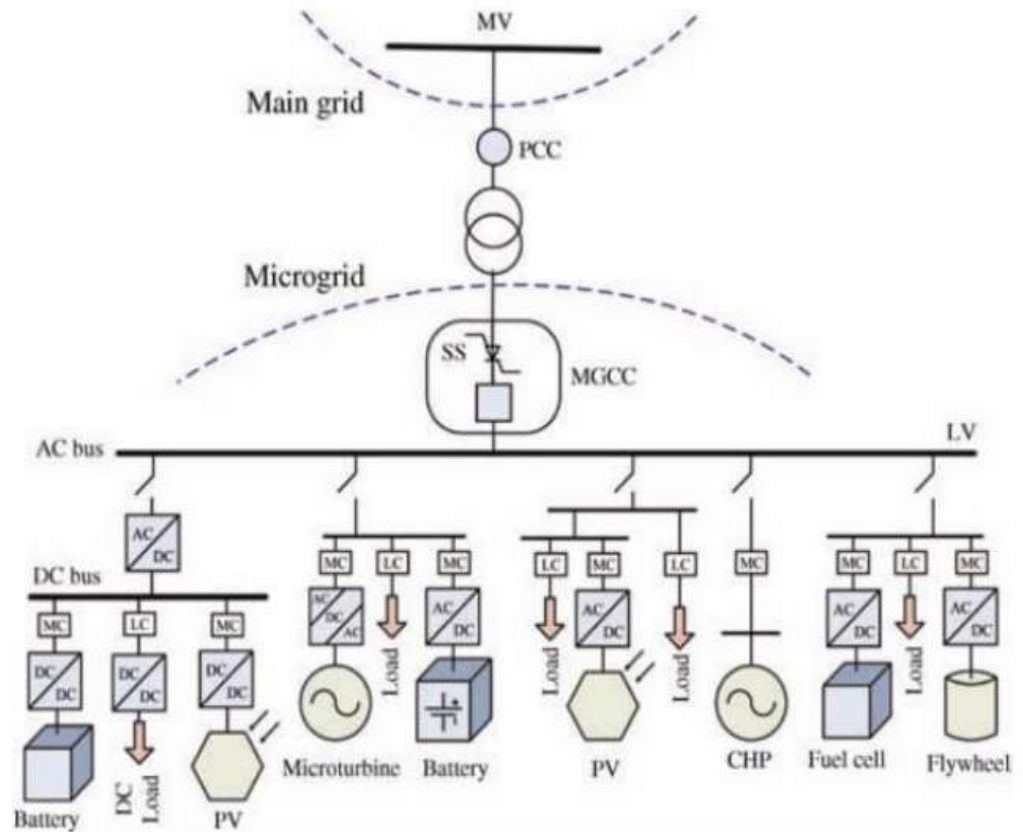 MV
Main grid
PCC
Microgrid
SS
MGCC
AC bus
LV
AC
DC
DC bus
MC
LC
MC
DC
DC
DC
DC
DC
DC
Battery
DC
Load
PV
MC
LC
MC
AC
DC
AC
Load
AC
DC
Microturbine
Battery
LC
MC
LC
Load
AC
DC
Load
PV
MC
CHP
MC
LC
MC
AC
DC
Load
AC
DC
Fuel cell
Flywheel